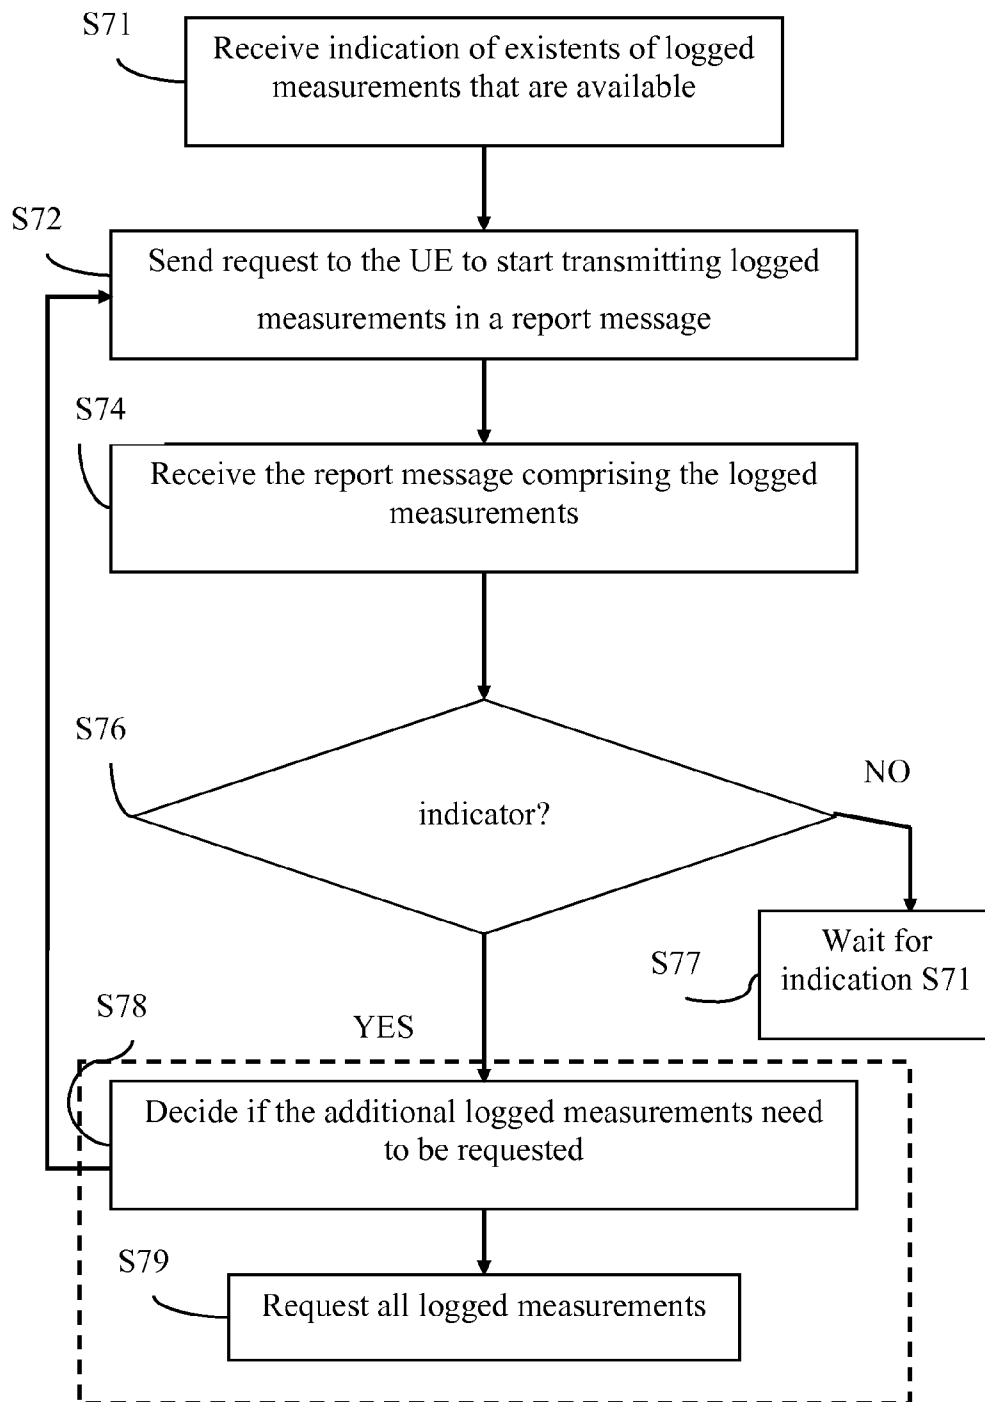 S71
Receive indication of existents of logged
measurements that are available
S72
Send request to the UE to start transmitting logged
measurements in a report message
S74
Receive the report message comprising the logged
measurements
S76
indicator?
NO
S77
Wait for
indication S71
YES
S78
Decide if the additional logged measurements need
to be requested
S79
Request all logged measurements